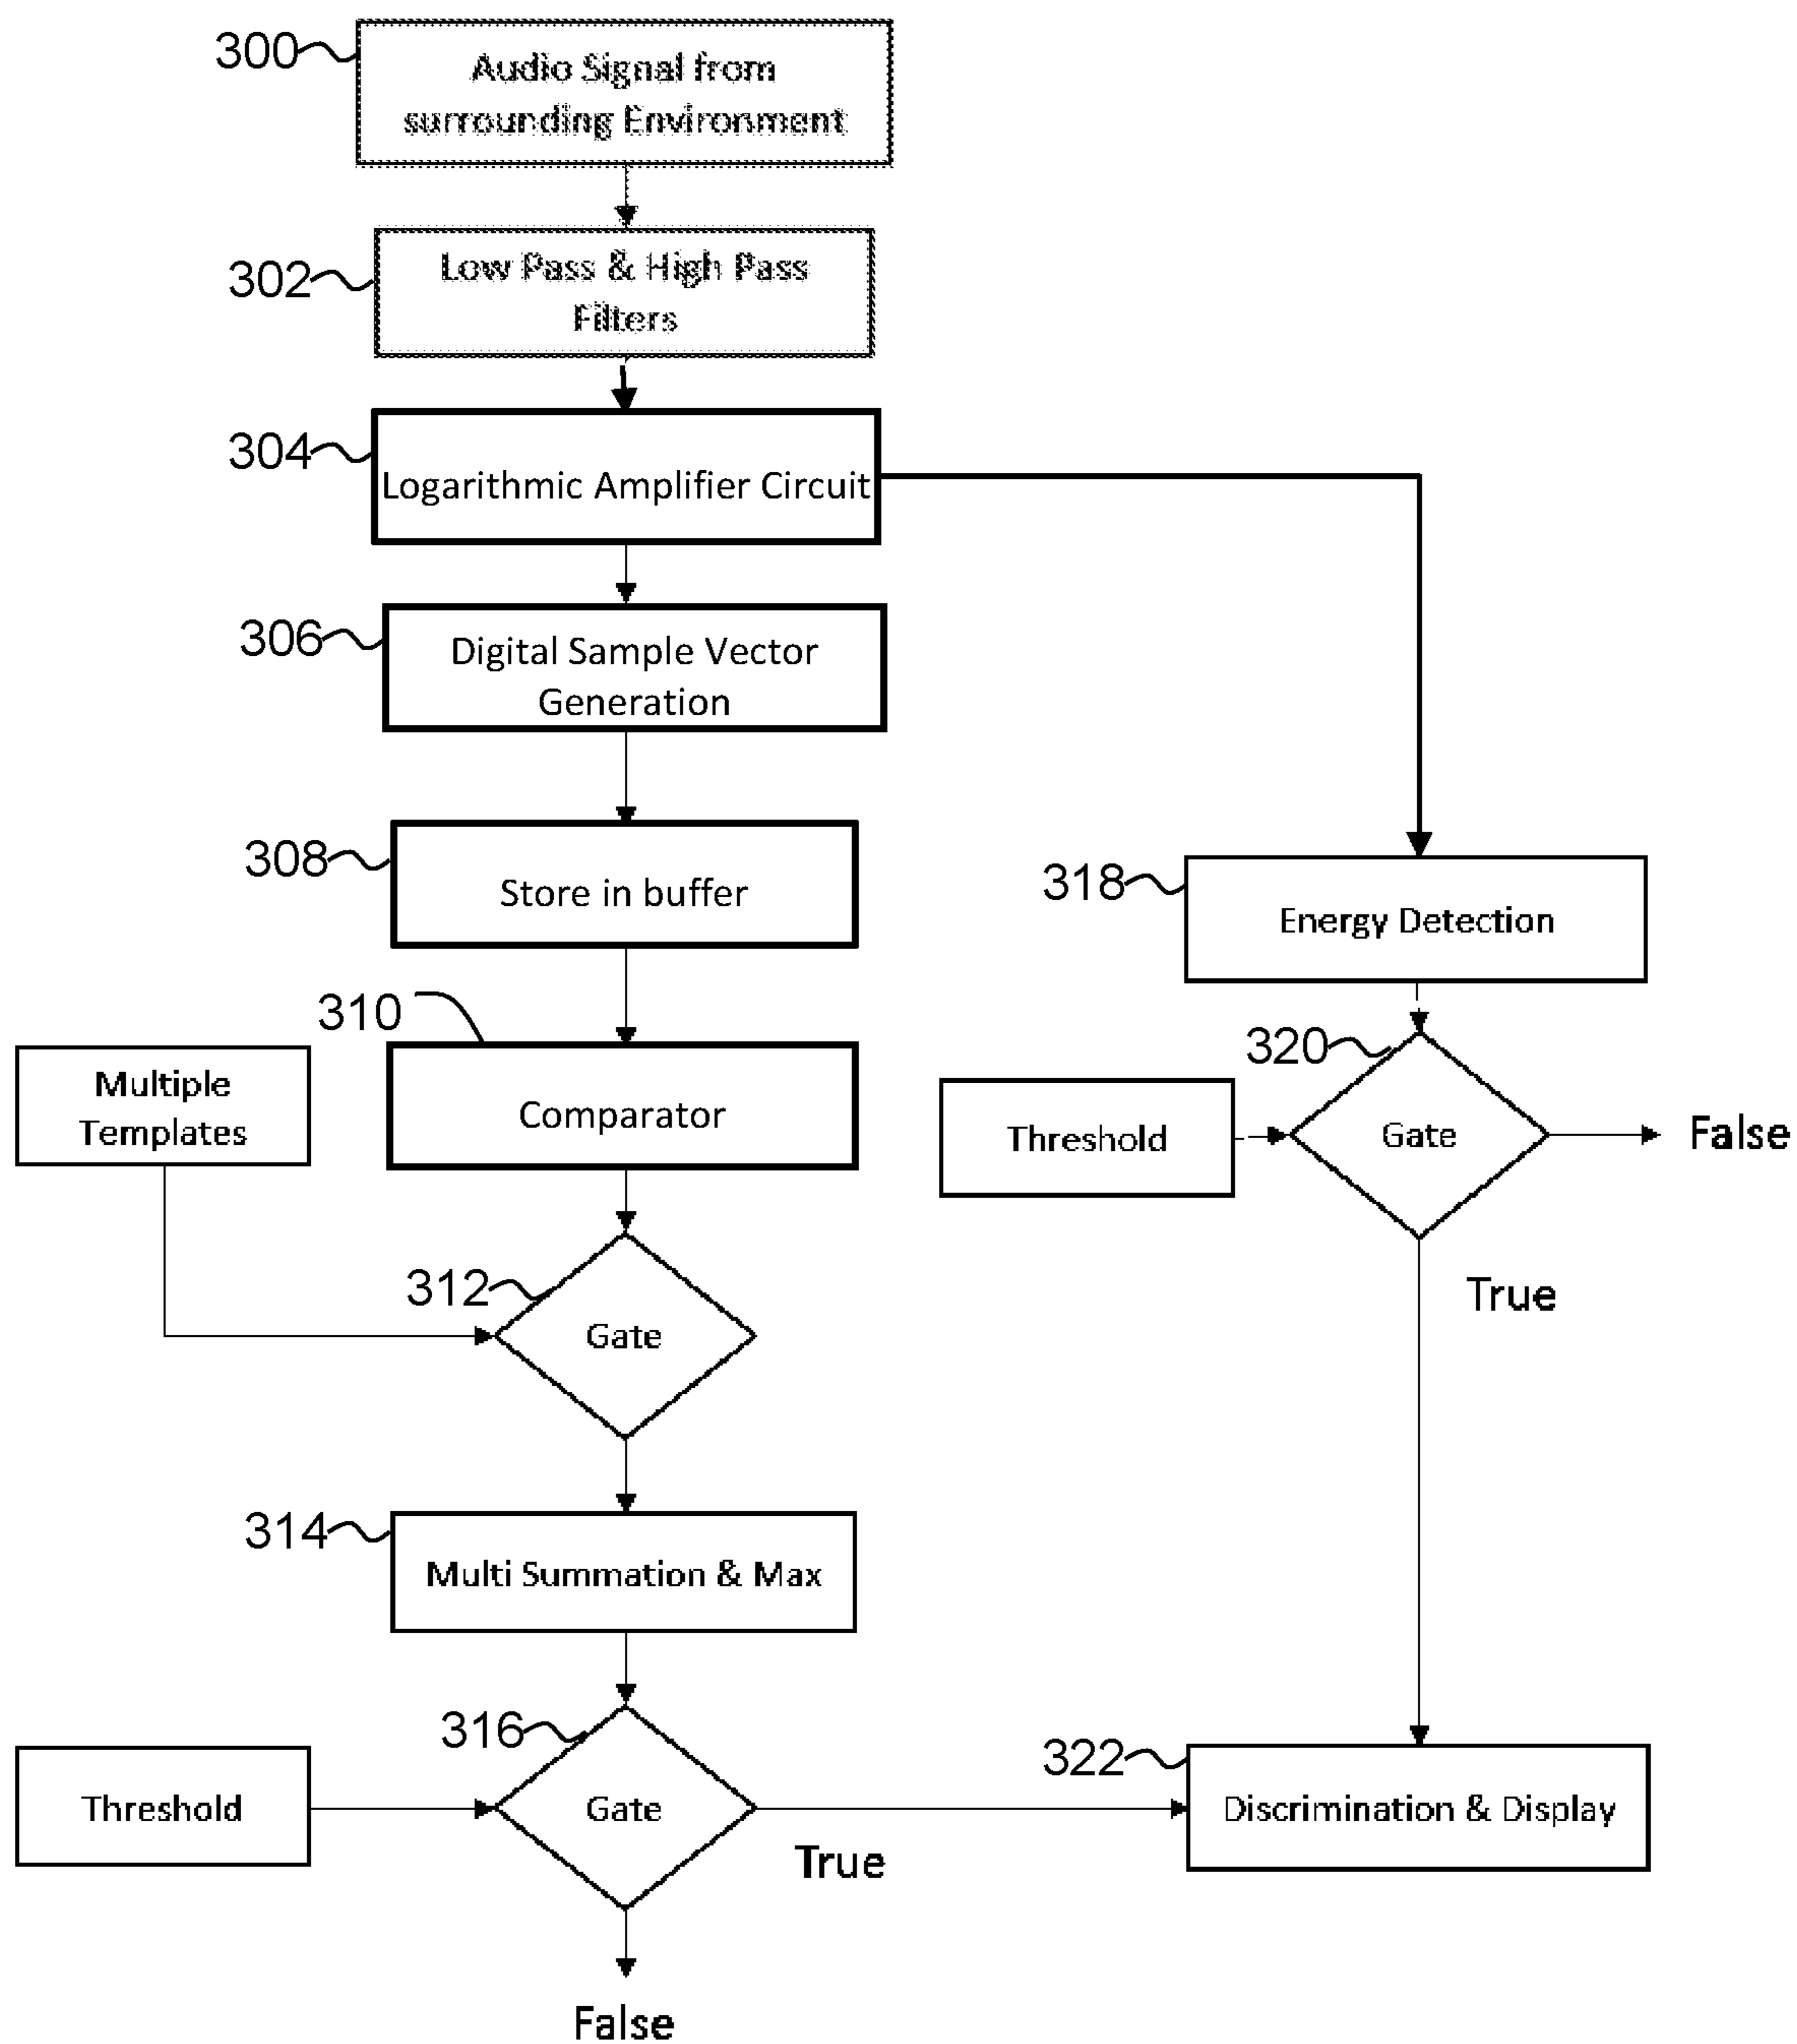 300
Audio Signal from
surrounding Environment
302
Low Pass & High Pass
Filters
304
Logarithmic Amplifier Circuit
306
Digital Sample Vector
Generation
308
Store in buffer
318
Energy Detection
310
Comparator
Multiple
Templates
320
Threshold
Gate
False
True
312
Gate
314
Multi Summation & Max
316
Threshold
Gate
True
False
322
Discrimination & Display